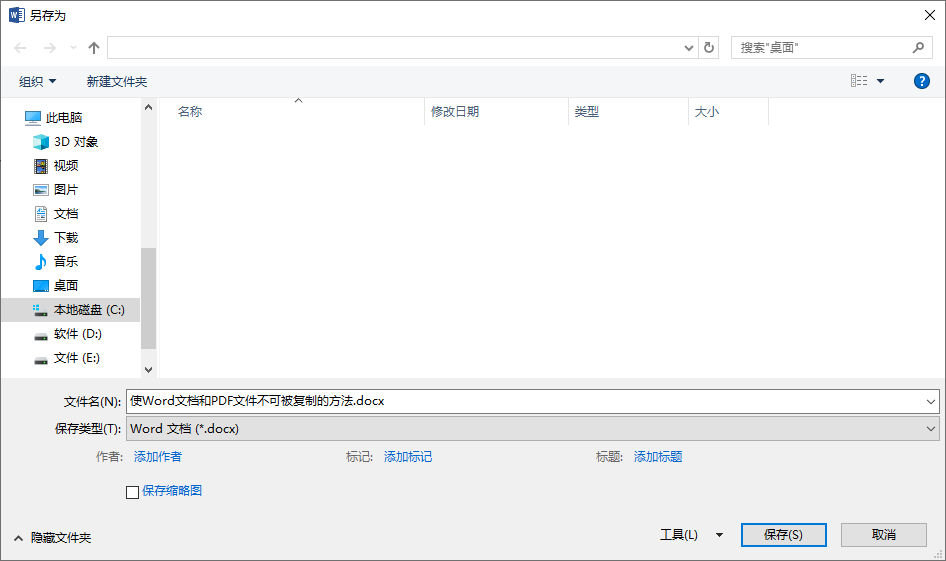 另存为
搜索"桌面"
组织
新建文件夹
名称 修改日期 类型 大小
此电脑
3D 对象
视频
图片
文档
下载
音乐
桌面
本地磁盘 (C:)
软件 (D:)
文件 (E:)
文件名(N): 使Word文档和PDF文件不可被复制的方法.docx
保存类型(T): Word 文档 (*.docx)
作者: 添加作者 标记: 添加标记 标题: 添加标题
保存缩略图
隐藏文件夹 工具(L) 保存(S) 取消